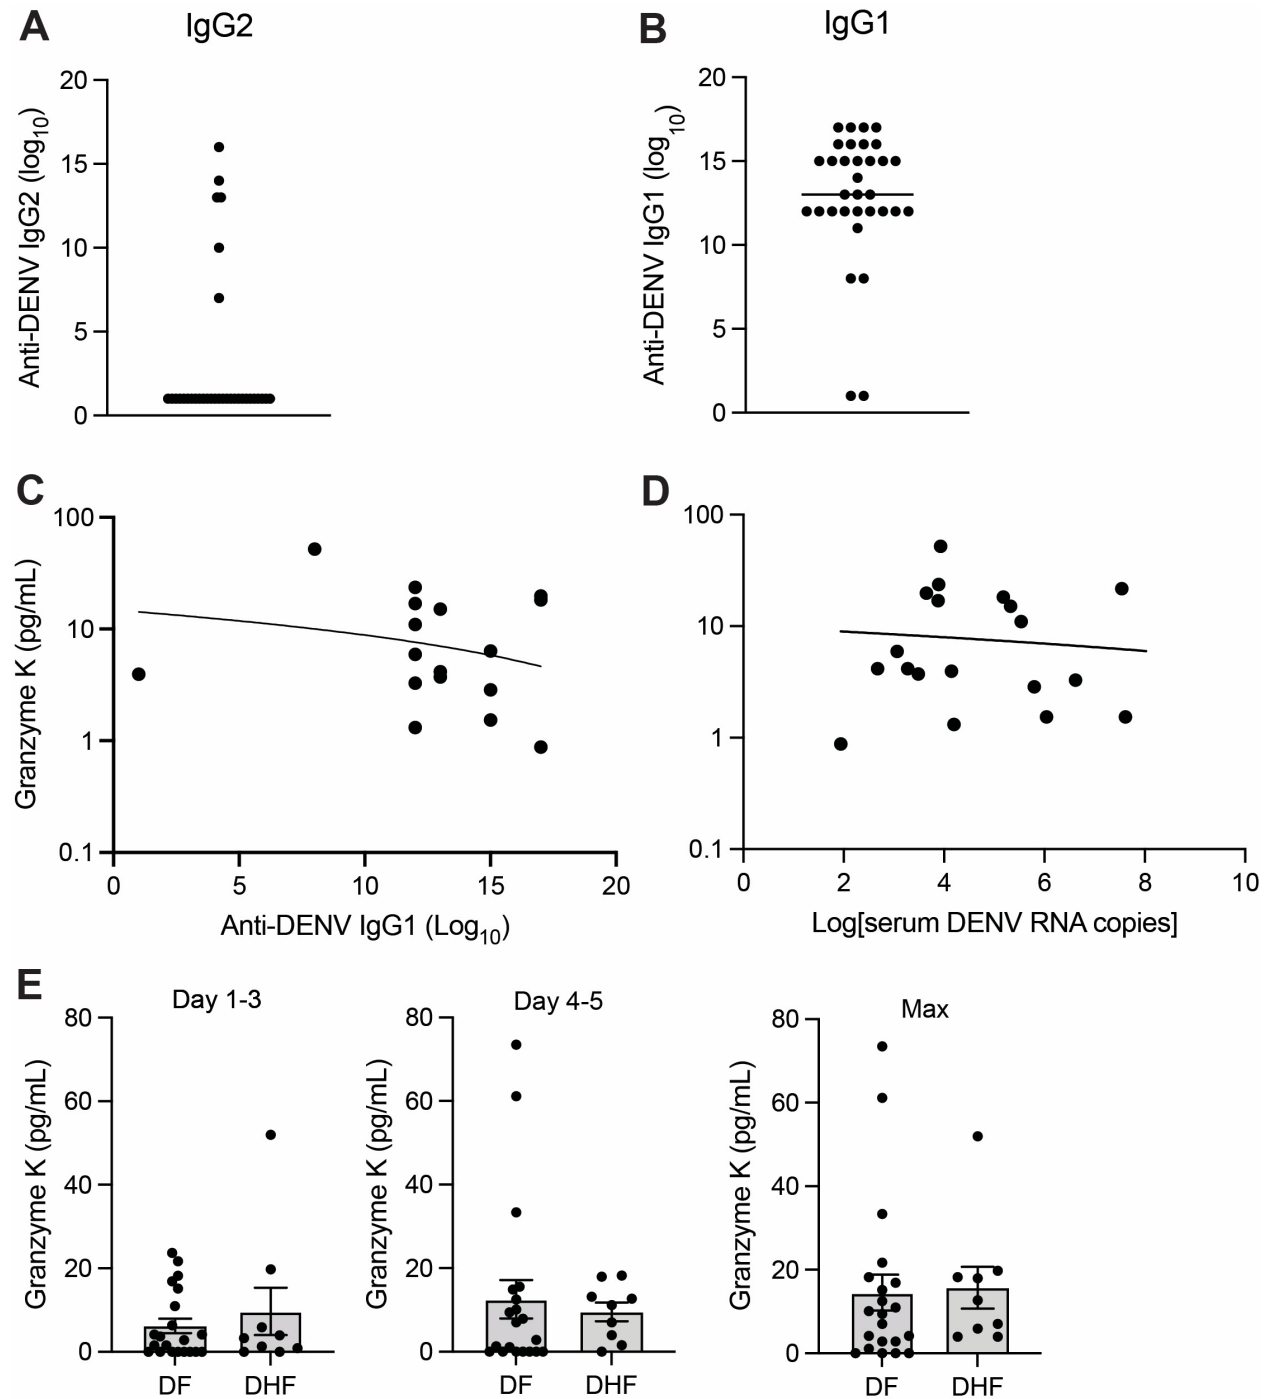 A
IgG2
Anti-DENV IgG2 (log10)
20
15
10
5
0
B
IgG1
Anti-DENV IgG1 (log10)
20
15
10
5
0
C
Granzyme K (pg/mL)
100
10
1
0.1
0 5 10 15 20
Anti-DENV IgG1 (Log10)
D
100
10
1
0.1
0 2 4 6 8 10
Log[serum DENV RNA copies]
E
Day 1-3
Granzyme K (pg/mL)
80
60
40
20
0
DF DHF
Day 4-5
Granzyme K (pg/mL)
80
60
40
20
0
DF DHF
Max
Granzyme K (pg/mL)
80
60
40
20
0
DF DHF